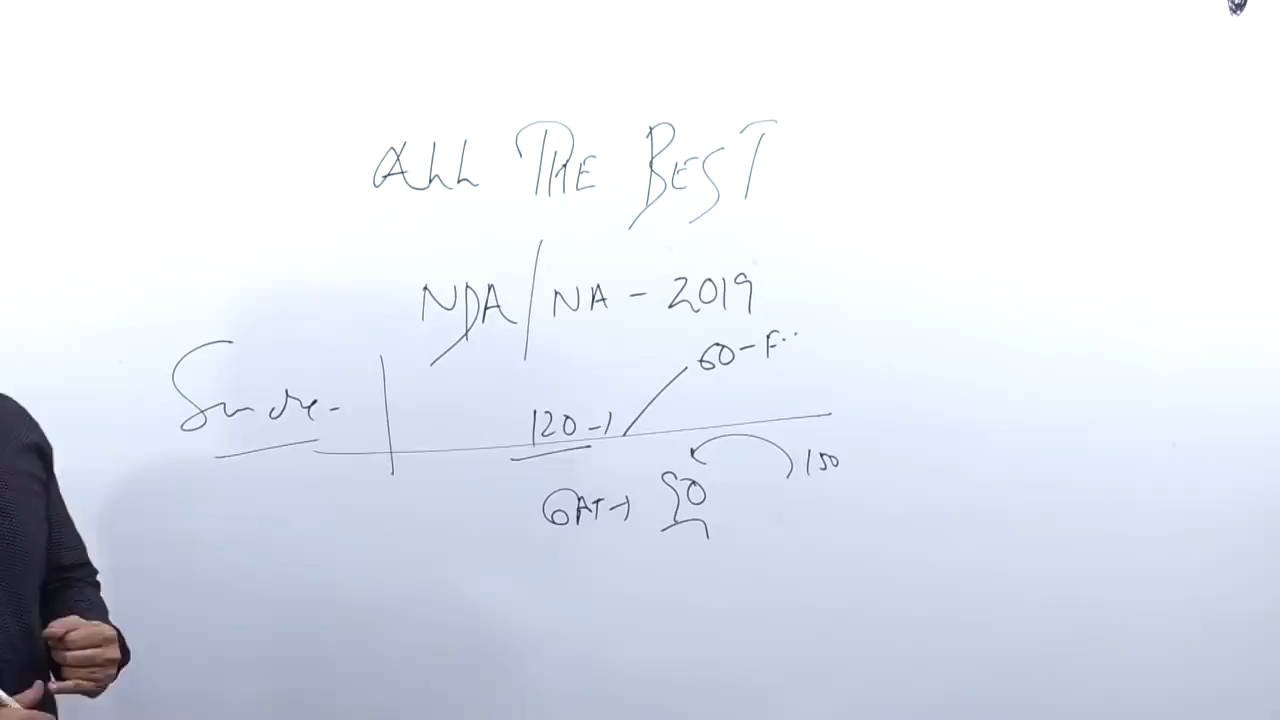 ALL THE BEST
NDA/NA - 2019
60-F..
120-1
150
GAT-1 50